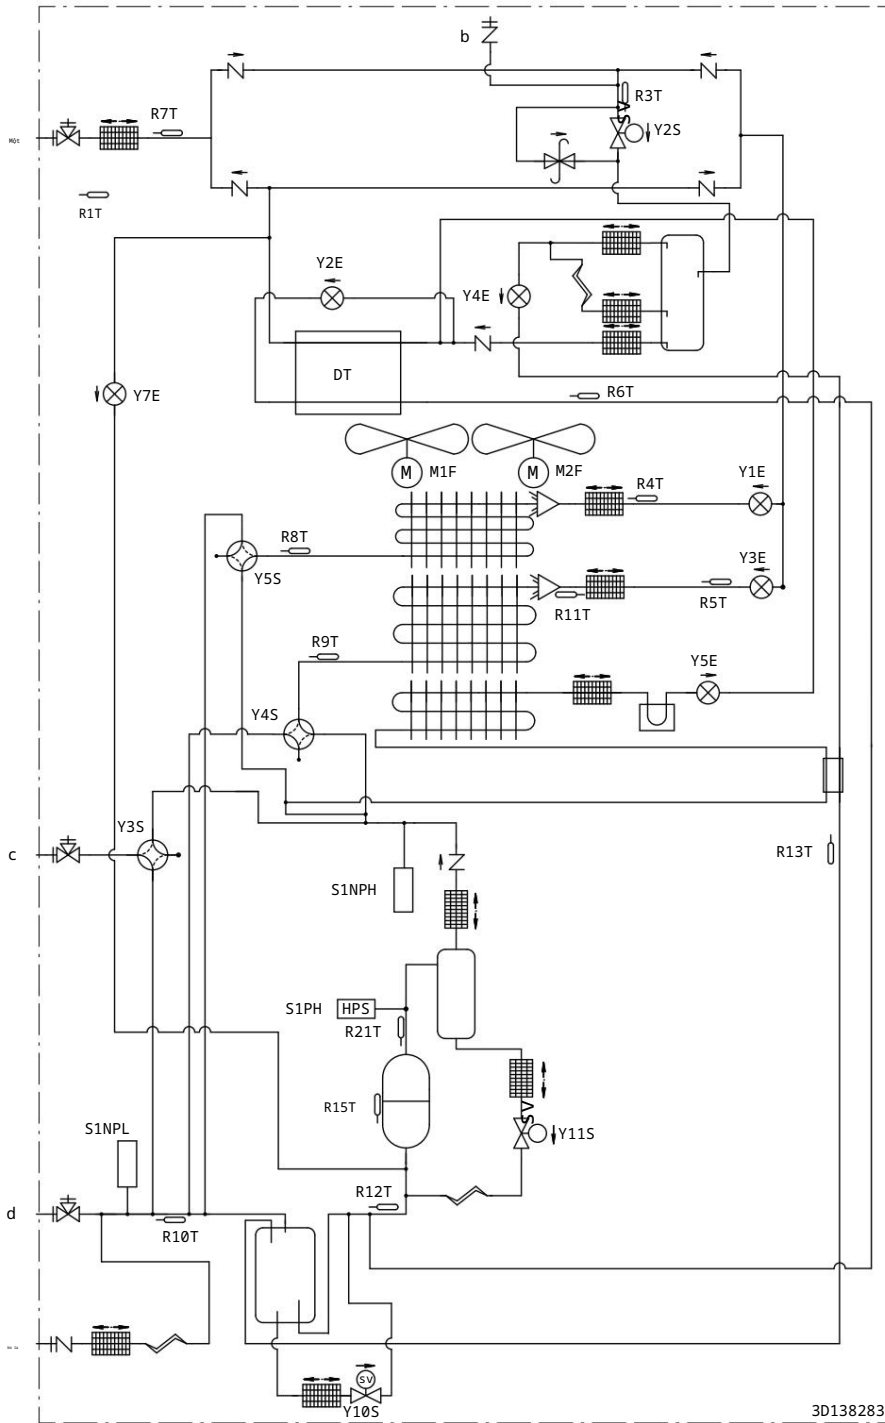 b
R3T
R7T
Y2S
Một
R1T
Y2E
Y4E
DT
R6T
Y7E
M
M1F
M
M2F
R4T
Y1E
R8T
Y5S
Y3E
R11T
R5T
R9T
Y5E
Y4S
Y3S
c
R13T
S1NPH
S1PH
HPS
R21T
R15T
S1NPL
Y11S
R12T
d
R10T
SV
Y10S
3D138283